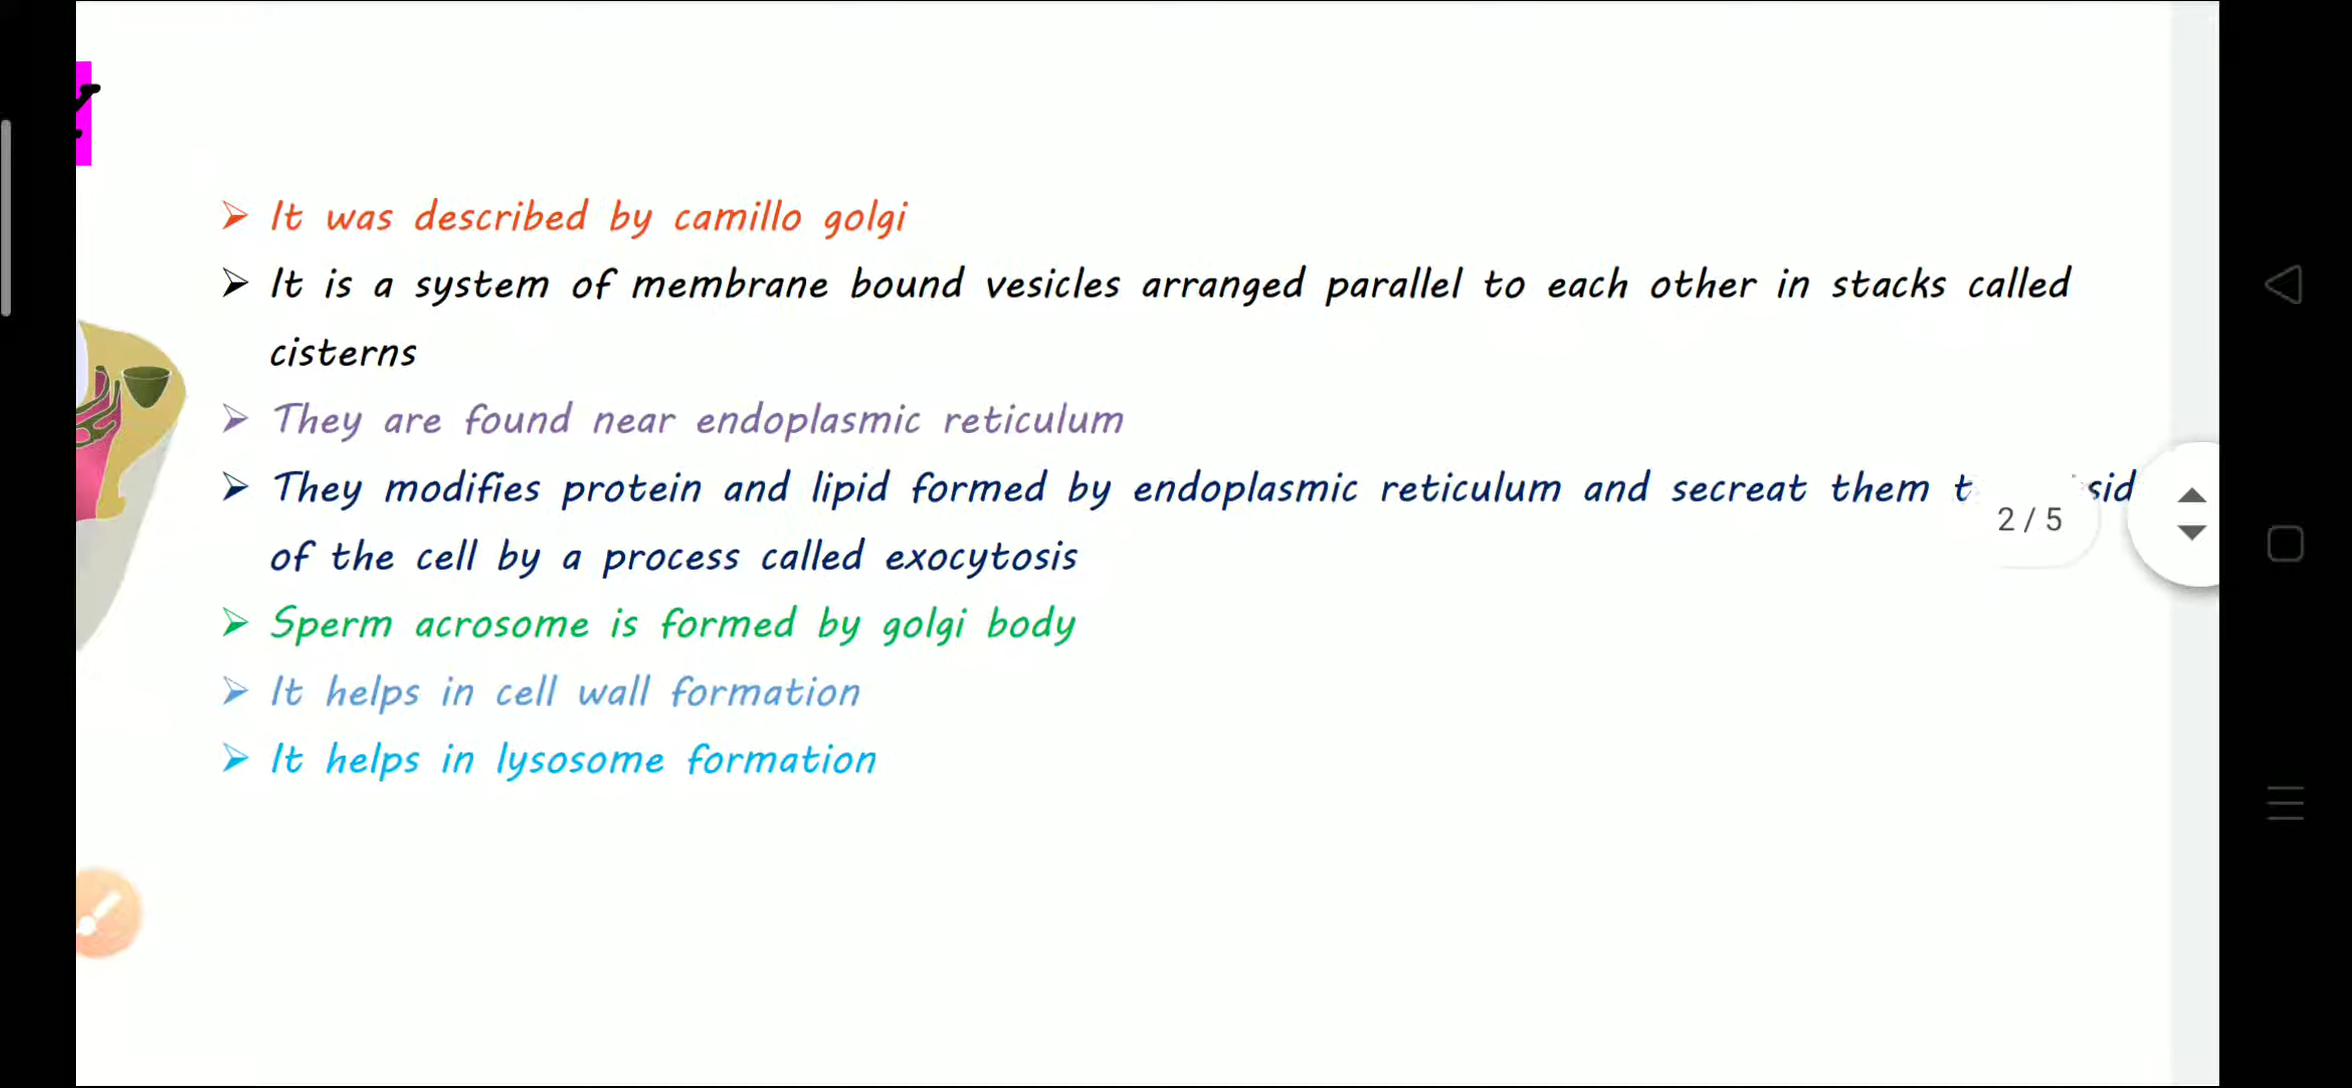 It was described by camillo golgi
It is a system of membrane bound vesicles arranged parallel to each other in stacks called
cisterns
They are found near endoplasmic reticulum
They modifies protein and lipid formed by endoplasmic reticulum and secreat them
2 / 5
of the cell by a process called exocytosis
Sperm acrosome is formed by golgi body
It helps in cell wall formation
It helps in lysosome formation